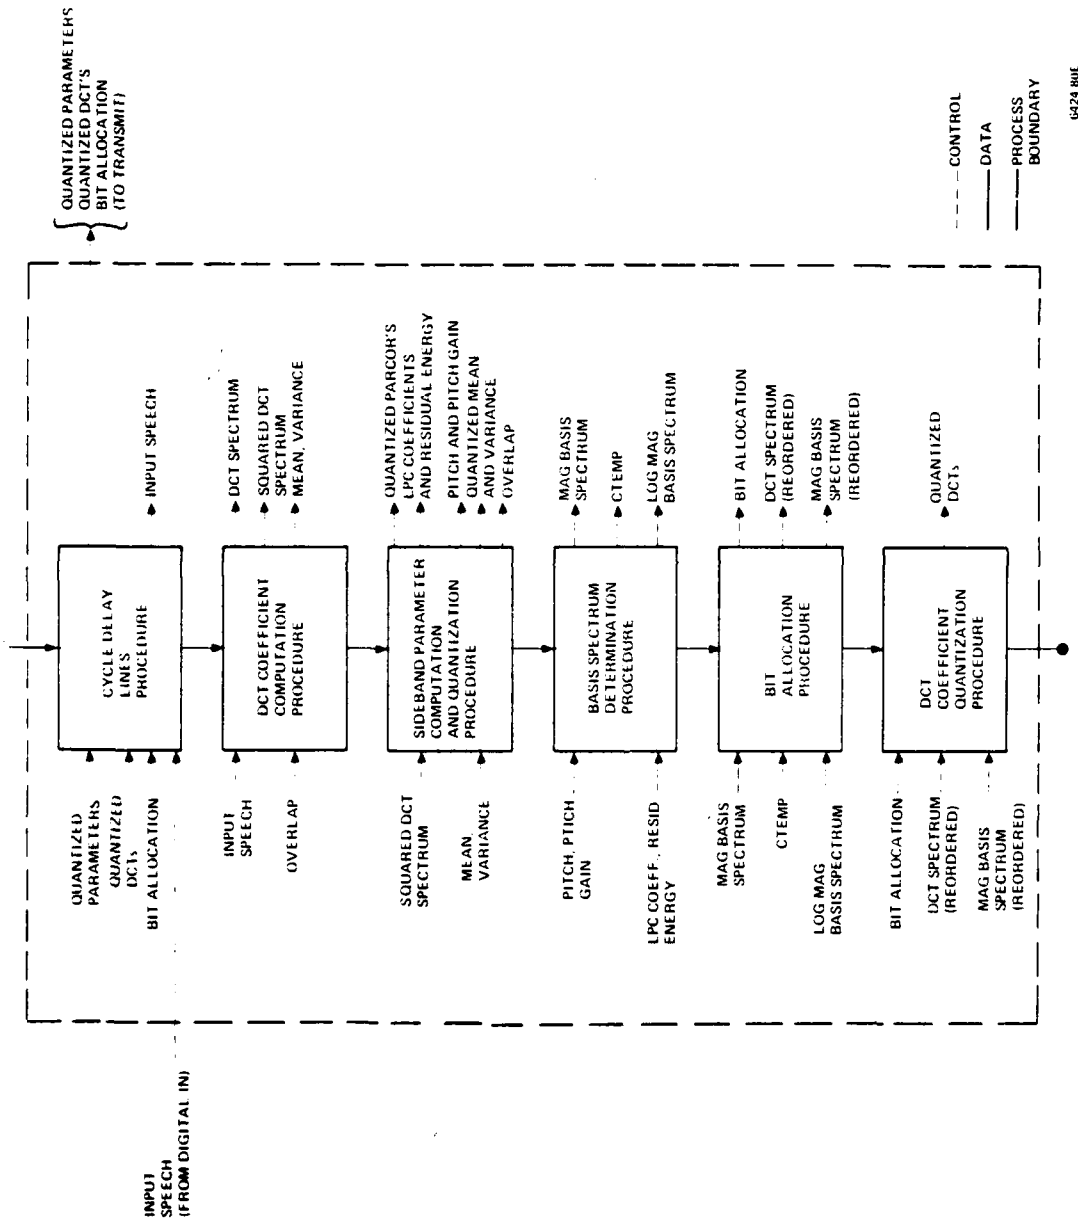 QUANTIZED PARAMETERS
QUANTIZED DCT'S
BIT ALLOCATION
(TO TRANSMIT)
INPUT
SPEECH
(FROM DIGITAL IN)
QUANTIZED
PARAMETERS
QUANTIZED
DCTs
BIT ALLOCATION
CYCLE DELAY
LINES
PROCEDURE
INPUT SPEECH
INPUT
SPEECH
OVERLAP
DCT COEFFICIENT
COMPUTATION
PROCEDURE
DCT SPECTRUM
SQUARED DCT
SPECTRUM
MEAN, VARIANCE
SQUARED DCT
SPECTRUM
MEAN,
VARIANCE
SIDEBAND PARAMETER
COMPUTATION
AND QUANTIZATION
PROCEDURE
QUANTIZED PARCOR'S
LPC COEFFICIENTS
AND RESIDUAL ENERGY
PITCH AND PITCH GAIN
QUANTIZED MEAN
AND VARIANCE
OVERLAP
PITCH, PTICH
GAIN
LPC COEFF., RESID
ENERGY
BASIS SPECTRUM
DETERMINATION
PROCEDURE
MAG BASIS
SPECTRUM
CTEMP
LOG MAG
BASIS SPECTRUM
MAG BASIS
SPECTRUM
CTEMP
LOG MAG
BASIS SPECTRUM
BIT
ALLOCATION
PROCEDURE
BIT ALLOCATION
DCT SPECTRUM
(REORDERED)
MAG BASIS
SPECTRUM
(REORDERED)
BIT ALLOCATION
DCT SPECTRUM
(REORDERED)
MAG BASIS
SPECTRUM
(REORDERED)
DCT
COEFFICIENT
QUANTIZATION
PROCEDURE
QUANTIZED
DCTs
CONTROL
DATA
PROCESS
BOUNDARY
6424 80E